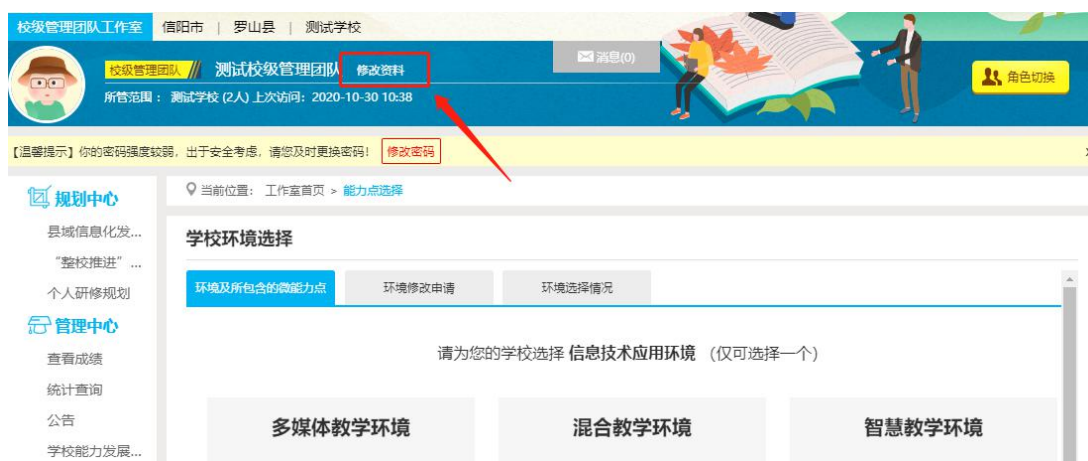 校级管理团队工作室 信阳市 | 罗山县 | 测试学校
消息(0)
校级管理团队 测试校级管理团队 修改资料
角色切换
所管范围： 测试学校 (2人) 上次访问：2020-10-30 10:38
【温馨提示】你的密码强度较弱，出于安全考虑，请您及时更换密码！ 修改密码
规划中心
当前位置： 工作室首页 > 能力点选择
县域信息化发...
学校环境选择
“整校推进” ...
个人研修规划
环境及所包含的微能力点 环境修改申请 环境选择情况
管理中心
查看成绩
请为您的学校选择 信息技术应用环境 （仅可选择一个）
统计查询
公告
多媒体教学环境 混合教学环境 智慧教学环境
学校能力发展...